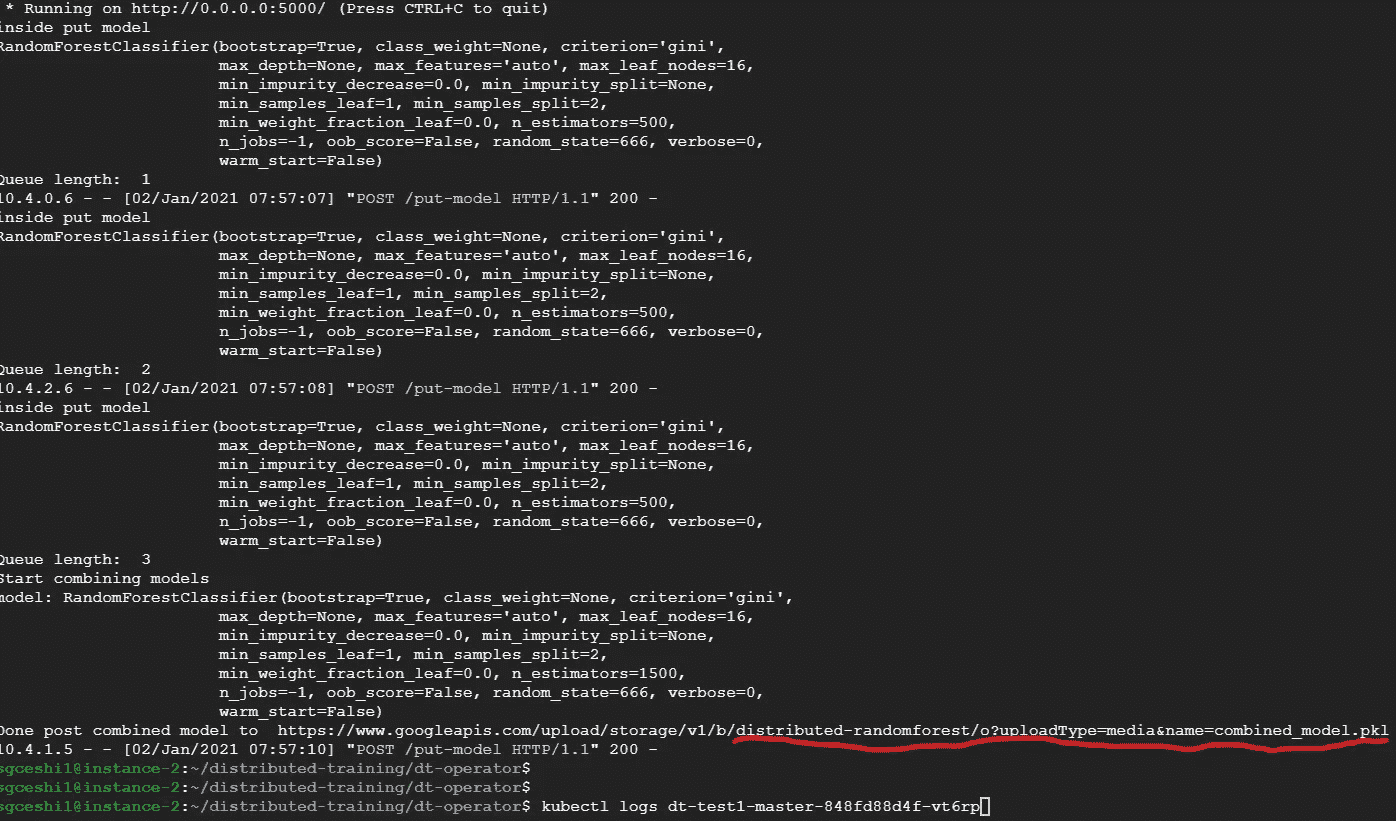 * Running on http://0.0.0.0:5000/ (Press CTRL+C to quit)
inside put model
RandomForestClassifier(bootstrap=True, class_weight=None, criterion='gini',
max_depth=None, max_features='auto', max_leaf_nodes=16,
min_impurity_decrease=0.0, min_impurity_split=None,
min_samples_leaf=1, min_samples_split=2,
min_weight_fraction_leaf=0.0, n_estimators=500,
n_jobs=-1, oob_score=False, random_state=666, verbose=0,
warm_start=False)
Queue length:  1
10.4.0.6 - - [02/Jan/2021 07:57:07] "POST /put-model HTTP/1.1" 200 -
inside put model
RandomForestClassifier(bootstrap=True, class_weight=None, criterion='gini',
max_depth=None, max_features='auto', max_leaf_nodes=16,
min_impurity_decrease=0.0, min_impurity_split=None,
min_samples_leaf=1, min_samples_split=2,
min_weight_fraction_leaf=0.0, n_estimators=500,
n_jobs=-1, oob_score=False, random_state=666, verbose=0,
warm_start=False)
Queue length:  2
10.4.2.6 - - [02/Jan/2021 07:57:08] "POST /put-model HTTP/1.1" 200 -
inside put model
RandomForestClassifier(bootstrap=True, class_weight=None, criterion='gini',
max_depth=None, max_features='auto', max_leaf_nodes=16,
min_impurity_decrease=0.0, min_impurity_split=None,
min_samples_leaf=1, min_samples_split=2,
min_weight_fraction_leaf=0.0, n_estimators=500,
n_jobs=-1, oob_score=False, random_state=666, verbose=0,
warm_start=False)
Queue length:  3
Start combining models
model: RandomForestClassifier(bootstrap=True, class_weight=None, criterion='gini',
max_depth=None, max_features='auto', max_leaf_nodes=16,
min_impurity_decrease=0.0, min_impurity_split=None,
min_samples_leaf=1, min_samples_split=2,
min_weight_fraction_leaf=0.0, n_estimators=1500,
n_jobs=-1, oob_score=False, random_state=666, verbose=0,
warm_start=False)
Done post combined model to  https://www.googleapis.com/upload/storage/v1/b/distributed-randomforest/o?uploadType=media&name=combined_model.pkl
10.4.1.5 - - [02/Jan/2021 07:57:10] "POST /put-model HTTP/1.1" 200 -
sgceshi1@instance-2:~/distributed-training/dt-operator$
sgceshi1@instance-2:~/distributed-training/dt-operator$
sgceshi1@instance-2:~/distributed-training/dt-operator$ kubectl logs dt-test1-master-848fd88d4f-vt6rp